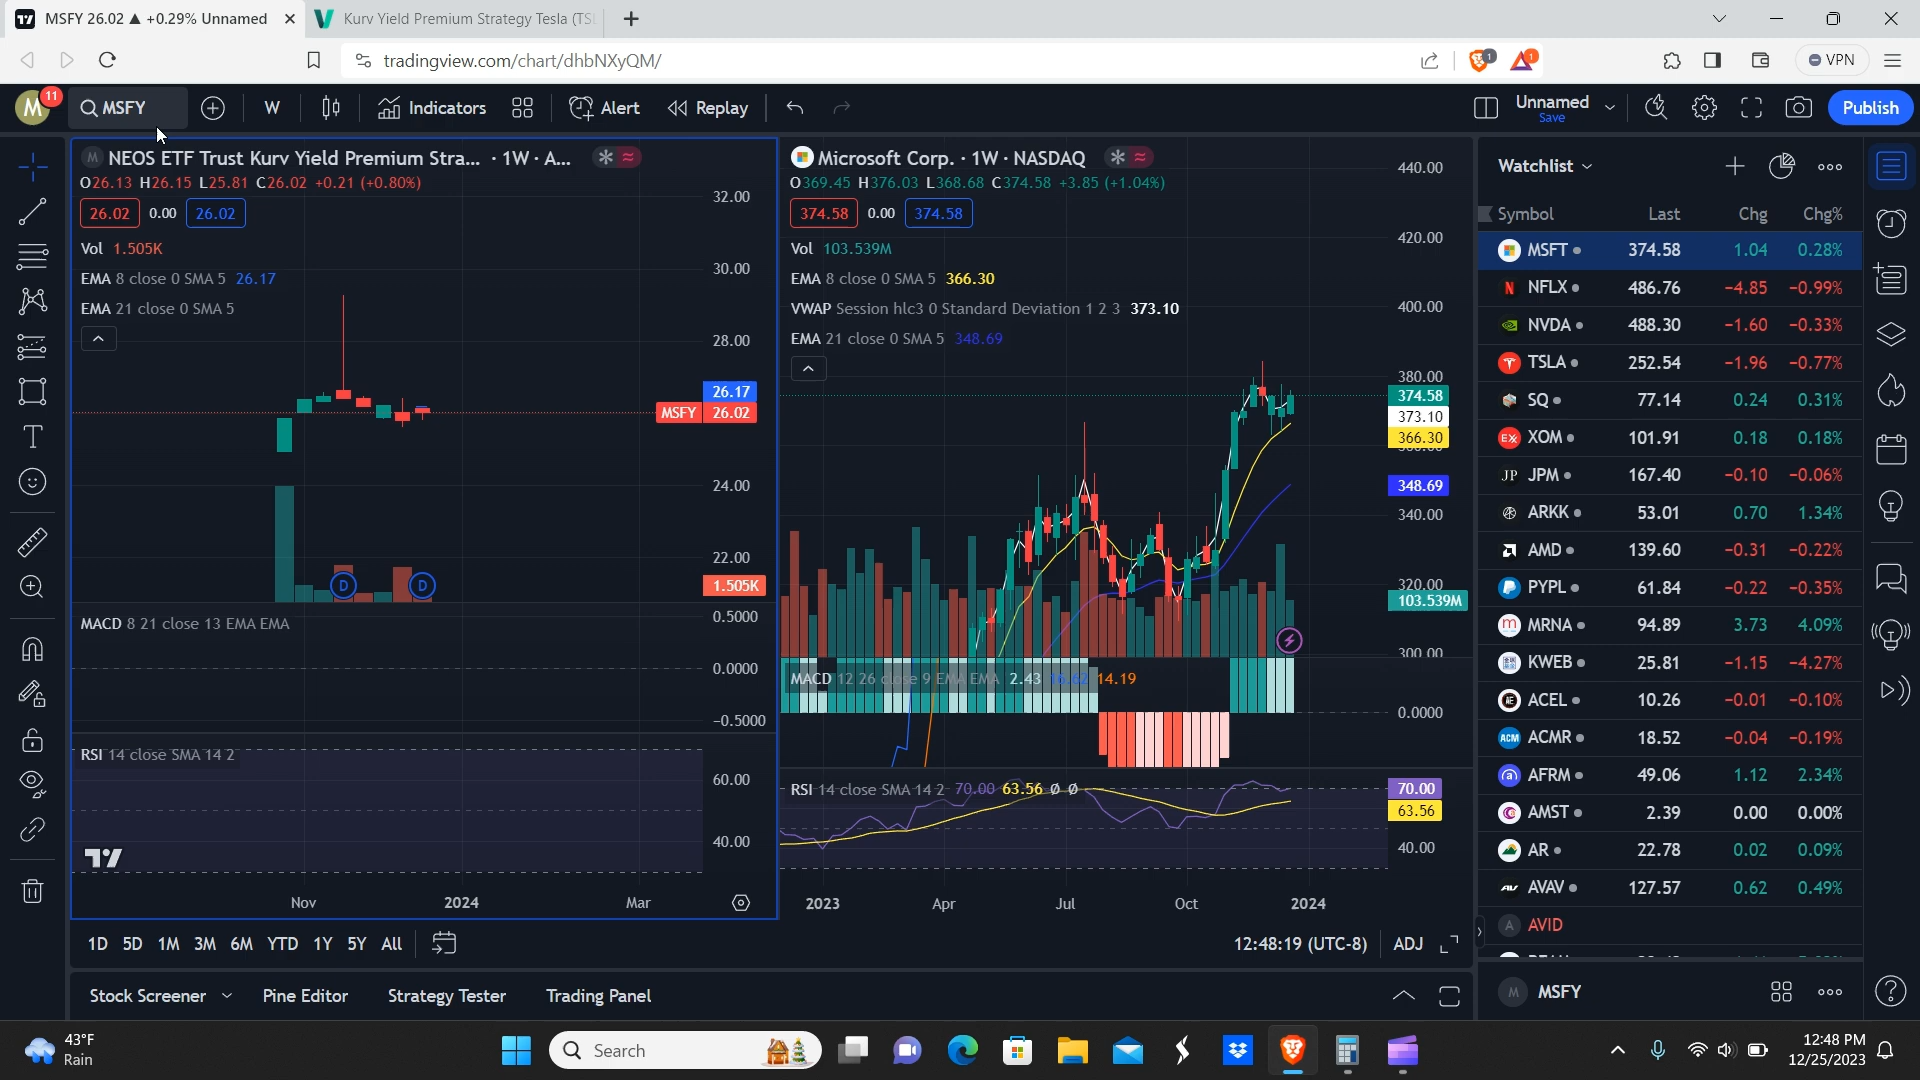 MSFY 26.02 ▲ +0.29% Unnamed
Kurv Yield Premium Strategy Tesla (TSL
tradingview.com/chart/dhbNXyQM/
1
1
VPN
M 11
MSFY
W
Indicators
Alert
Replay
Unnamed
Save
Publish
M NEOS ETF Trust Kurv Yield Premium Stra... · 1W · A...
O26.13 H26.15 L25.81 C26.02 +0.21 (+0.80%)
26.02 0.00 26.02
Vol 1.505K
EMA 8 close 0 SMA 5 26.17
EMA 21 close 0 SMA 5
32.00
30.00
28.00
26.17
MSFY 26.02
24.00
22.00
1.505K
D D
MACD 8 21 close 13 EMA EMA
0.5000
0.0000
-0.5000
RSI 14 close SMA 14 2
60.00
40.00
Nov 2024 Mar
Microsoft Corp. · 1W · NASDAQ
O369.45 H376.03 L368.68 C374.58 +3.85 (+1.04%)
374.58 0.00 374.58
Vol 103.539M
EMA 8 close 0 SMA 5 366.30
VWAP Session hlc3 0 Standard Deviation 1 2 3 373.10
EMA 21 close 0 SMA 5 348.69
440.00
420.00
400.00
380.00
374.58
373.10
366.30
348.69
340.00
320.00
103.539M
300.00
MACD 12 26 close 9 EMA EMA 2.43 14.19
0.0000
RSI 14 close SMA 14 2 70.00 63.56 Ø Ø
70.00
63.56
40.00
2023 Apr Jul Oct 2024
1D 5D 1M 3M 6M YTD 1Y 5Y All
12:48:19 (UTC-8) ADJ
Stock Screener Pine Editor Strategy Tester Trading Panel
Watchlist
Symbol Last Chg Chg%
MSFT 374.58 1.04 0.28%
NFLX 486.76 −4.85 −0.99%
NVDA 488.30 −1.60 −0.33%
TSLA 252.54 −1.96 −0.77%
SQ 77.14 0.24 0.31%
XOM 101.91 0.18 0.18%
JPM 167.40 −0.10 −0.06%
ARKK 53.01 0.70 1.34%
AMD 139.60 −0.31 −0.22%
PYPL 61.84 −0.22 −0.35%
MRNA 94.89 3.73 4.09%
KWEB 25.81 −1.15 −4.27%
ACEL 10.26 −0.01 −0.10%
ACMR 18.52 −0.04 −0.19%
AFRM 49.06 1.12 2.34%
AMST 2.39 0.00 0.00%
AR 22.78 0.02 0.09%
AVAV 127.57 0.62 0.49%
A AVID
M MSFY
43°F
Rain
Search
12:48 PM
12/25/2023